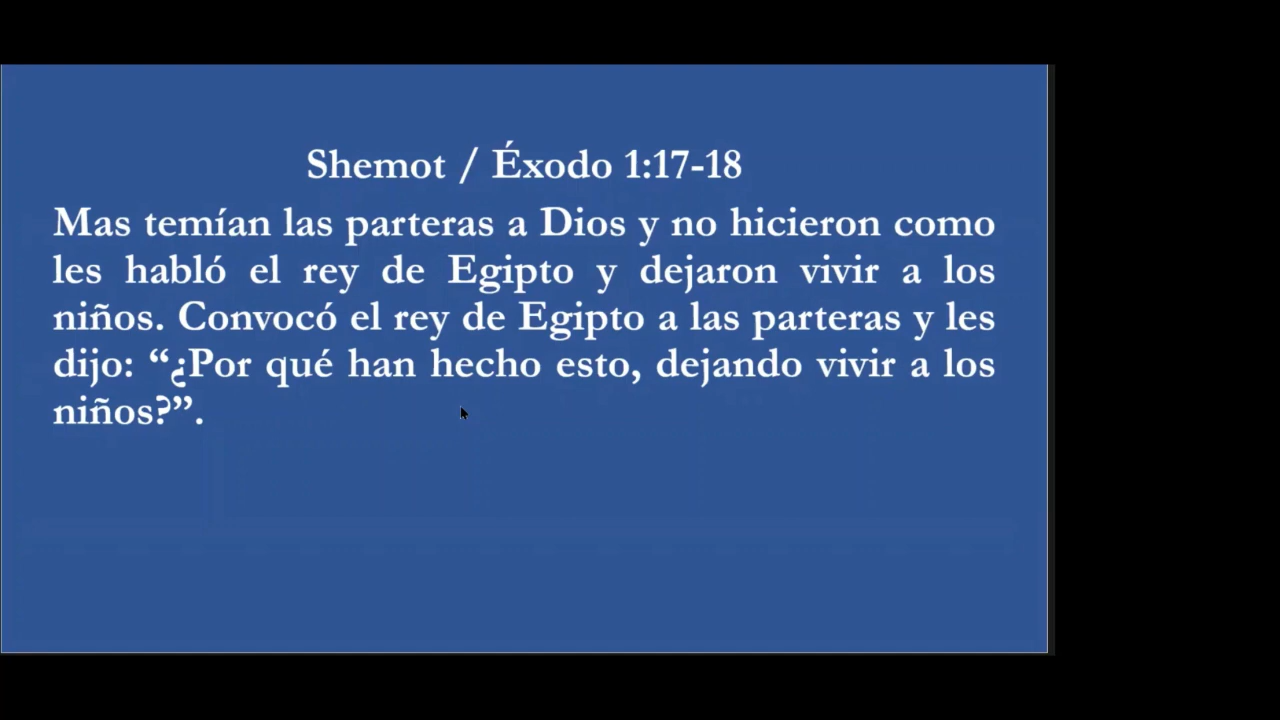 Shemot / Éxodo 1:17-18
Mas temían las parteras a Dios y no hicieron como
les habló el rey de Egipto y dejaron vivir a los
niños. Convocó el rey de Egipto a las parteras y les
dijo: “¿Por qué han hecho esto, dejando vivir a los
niños?”.